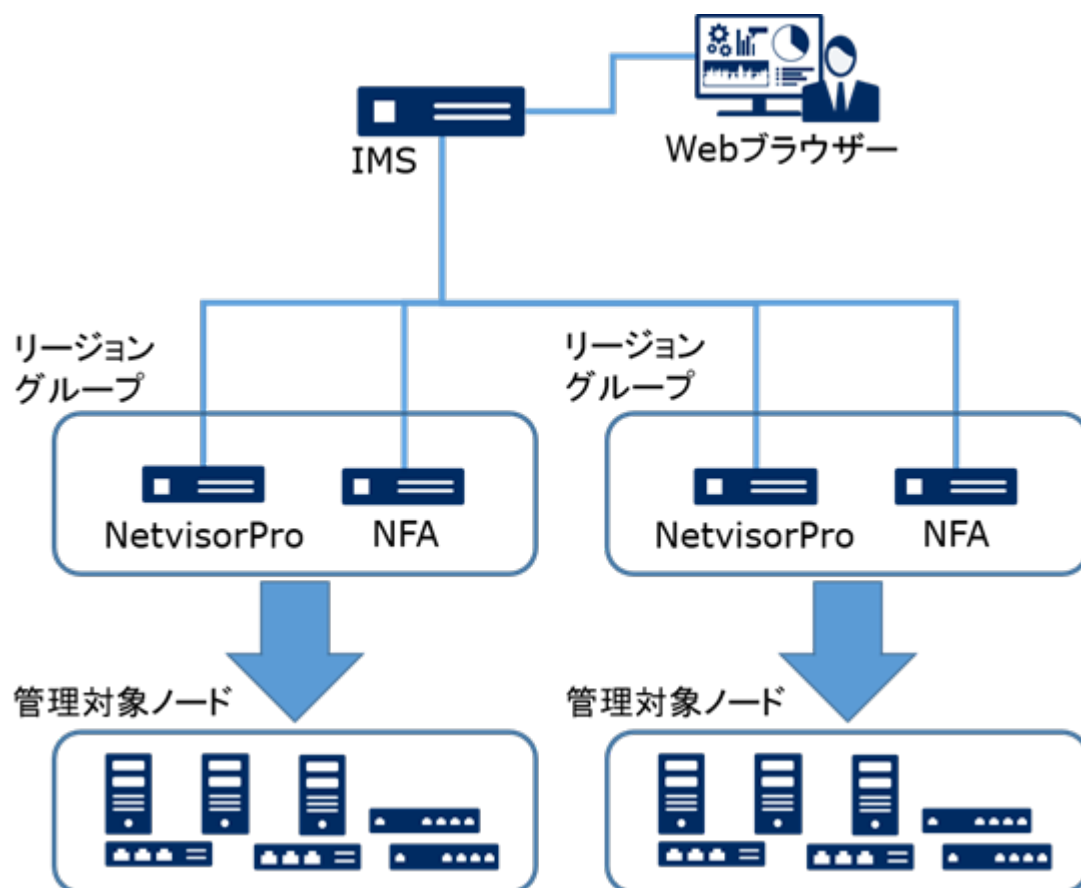 IMS
Webブラウザー
リージョン
グループ
リージョン
グループ
NetvisorPro
NFA
NetvisorPro
NFA
管理対象ノード
管理対象ノード